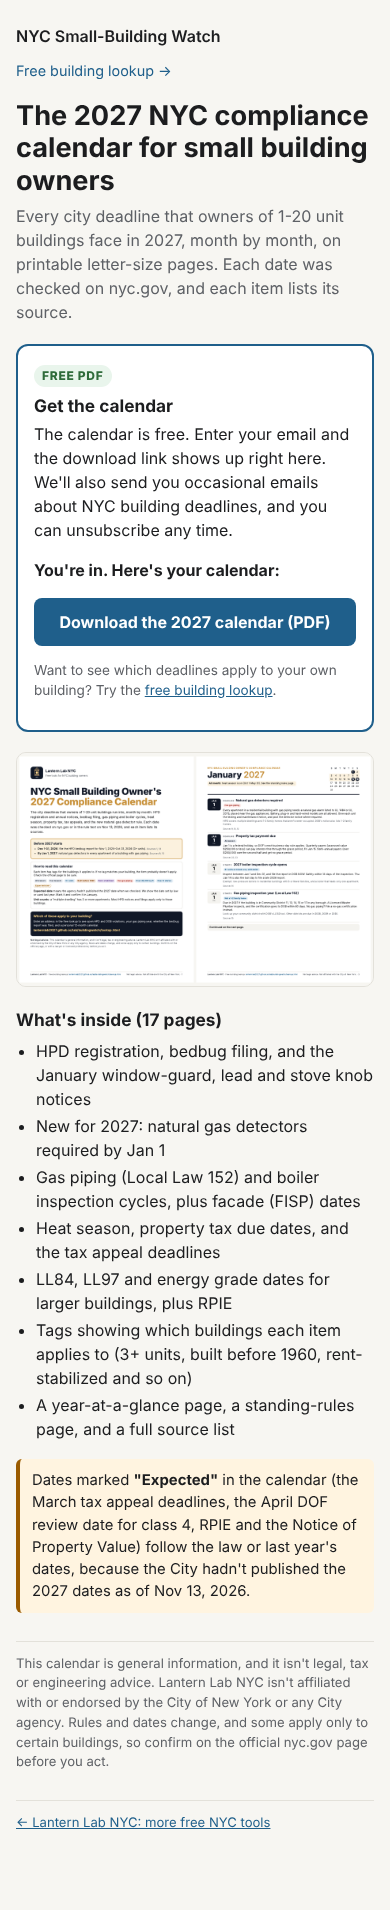 NYC Small-Building Watch
Free building lookup →
The 2027 NYC compliance
calendar for small building
owners
Every city deadline that owners of 1-20 unit
buildings face in 2027, month by month, on
printable letter-size pages. Each date was
checked on nyc.gov, and each item lists its
source.
FREE PDF
Get the calendar
The calendar is free. Enter your email and
the download link shows up right here.
We'll also send you occasional emails
about NYC building deadlines, and you
can unsubscribe any time.
You're in. Here's your calendar:
Download the 2027 calendar (PDF)
Want to see which deadlines apply to your own
building? Try the free building lookup.
Lantern Lab NYC
NYC Small Building Owner's
2027 Compliance Calendar
January 2027
What's inside (17 pages)
• HPD registration, bedbug filing, and the
January window-guard, lead and stove knob
notices
• New for 2027: natural gas detectors
required by Jan 1
• Gas piping (Local Law 152) and boiler
inspection cycles, plus facade (FISP) dates
• Heat season, property tax due dates, and
the tax appeal deadlines
• LL84, LL97 and energy grade dates for
larger buildings, plus RPIE
• Tags showing which buildings each item
applies to (3+ units, built before 1960, rent-
stabilized and so on)
• A year-at-a-glance page, a standing-rules
page, and a full source list
Dates marked "Expected" in the calendar (the
March tax appeal deadlines, the April DOF
review date for class 4, RPIE and the Notice of
Property Value) follow the law or last year's
dates, because the City hadn't published the
2027 dates as of Nov 13, 2026.
This calendar is general information, and it isn't legal, tax
or engineering advice. Lantern Lab NYC isn't affiliated
with or endorsed by the City of New York or any City
agency. Rules and dates change, and some apply only to
certain buildings, so confirm on the official nyc.gov page
before you act.
← Lantern Lab NYC: more free NYC tools